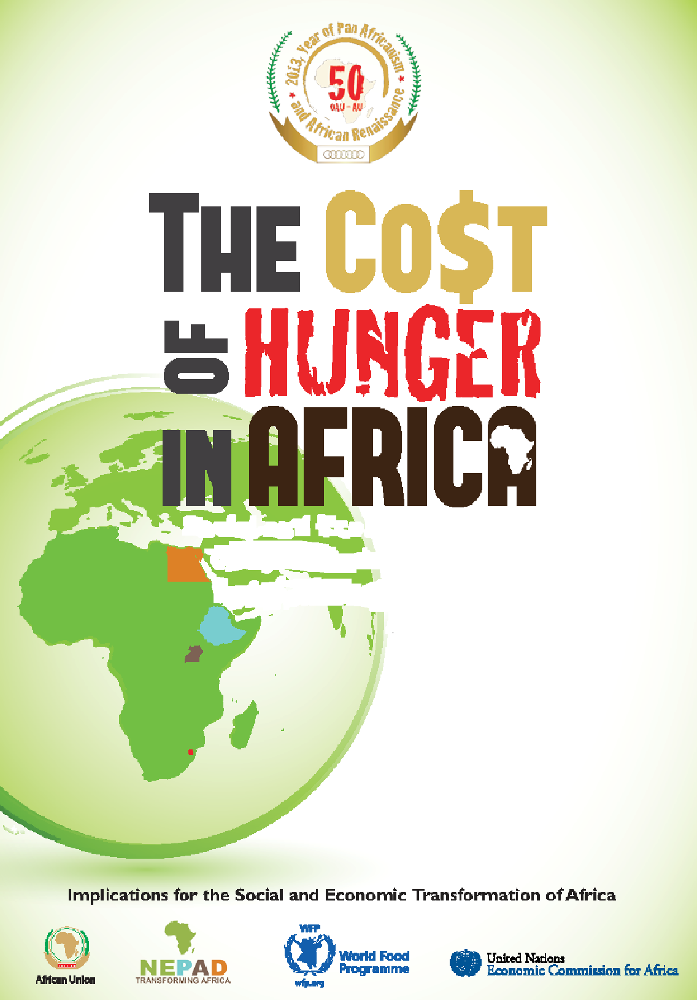 2013, Year of Pan Africanism
50
OAU - AU
and African Renaissance
THE CO$T
OF HUNGER
IN AFRICA
Implications for the Social and Economic Transformation of Africa
African Union
NEPAD
TRANSFORMING AFRICA
WFP
World Food
Programme
wfp.org
United Nations
Economic Commission for Africa